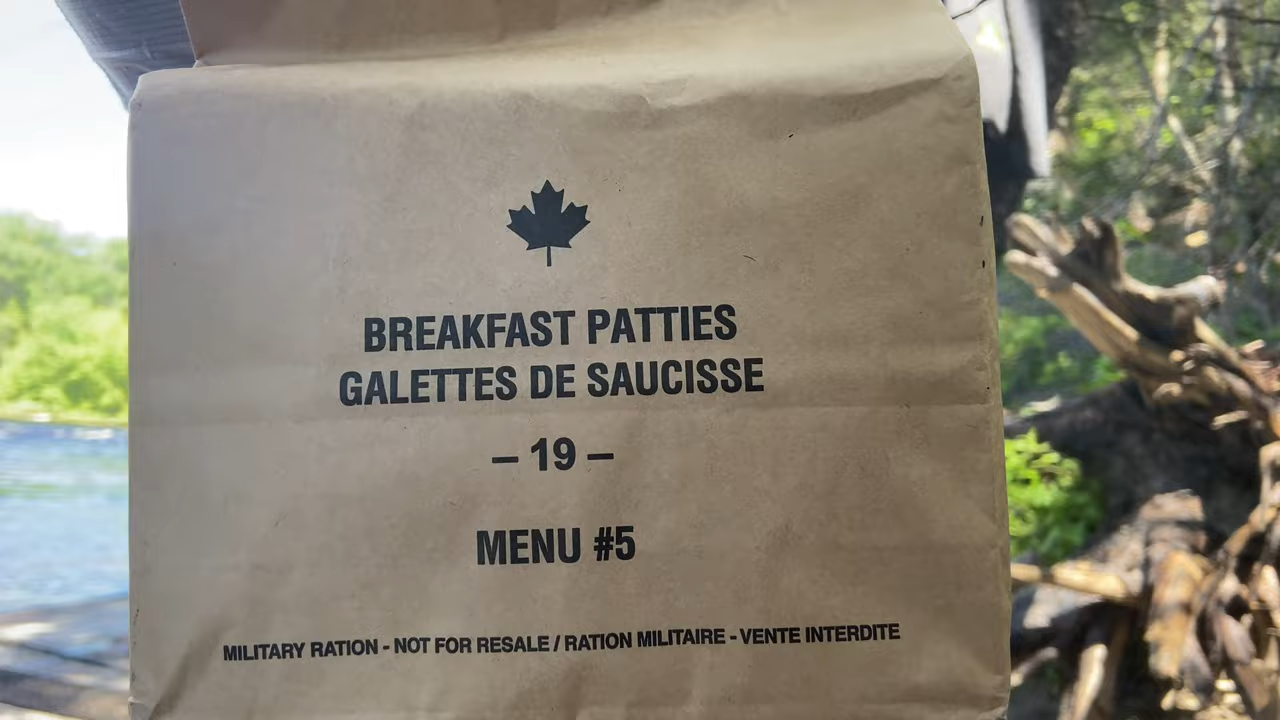 BREAKFAST PATTIES
GALETTES DE SAUCISSE
– 19 –
MENU #5
MILITARY RATION - NOT FOR RESALE / RATION MILITAIRE - VENTE INTERDITE